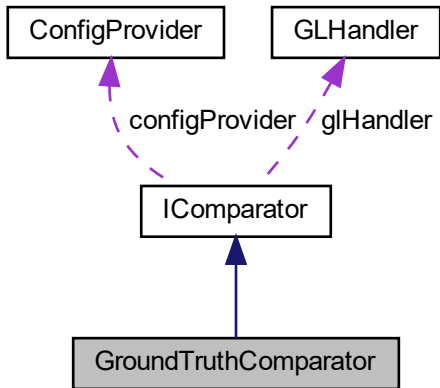 ConfigProvider
GLHandler
configProvider
glHandler
IComparator
GroundTruthComparator